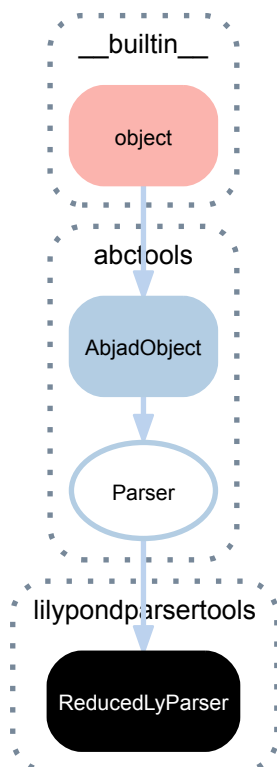 __builtin__
object
abctools
AbjadObject
Parser
lilypondparsertools
ReducedLyParser